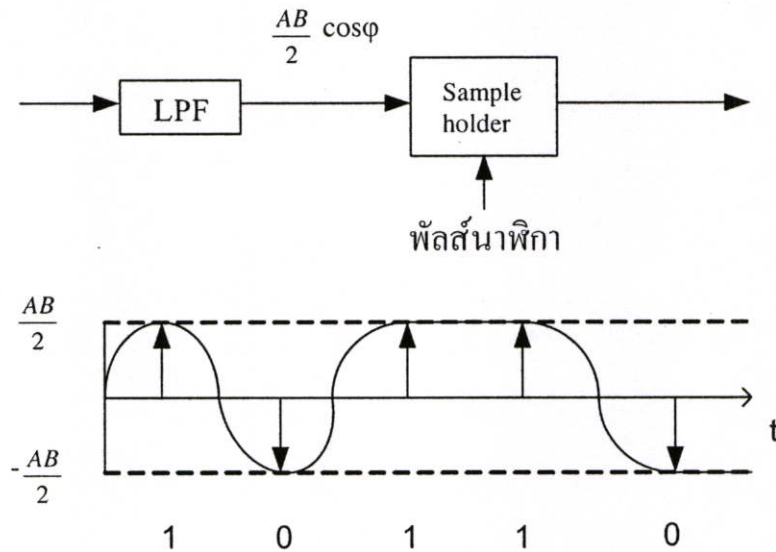 AB/2 cosφ
LPF
Sample
holder
พัลส์นาฬิกา
AB/2
t
-AB/2
1 0 1 1 0